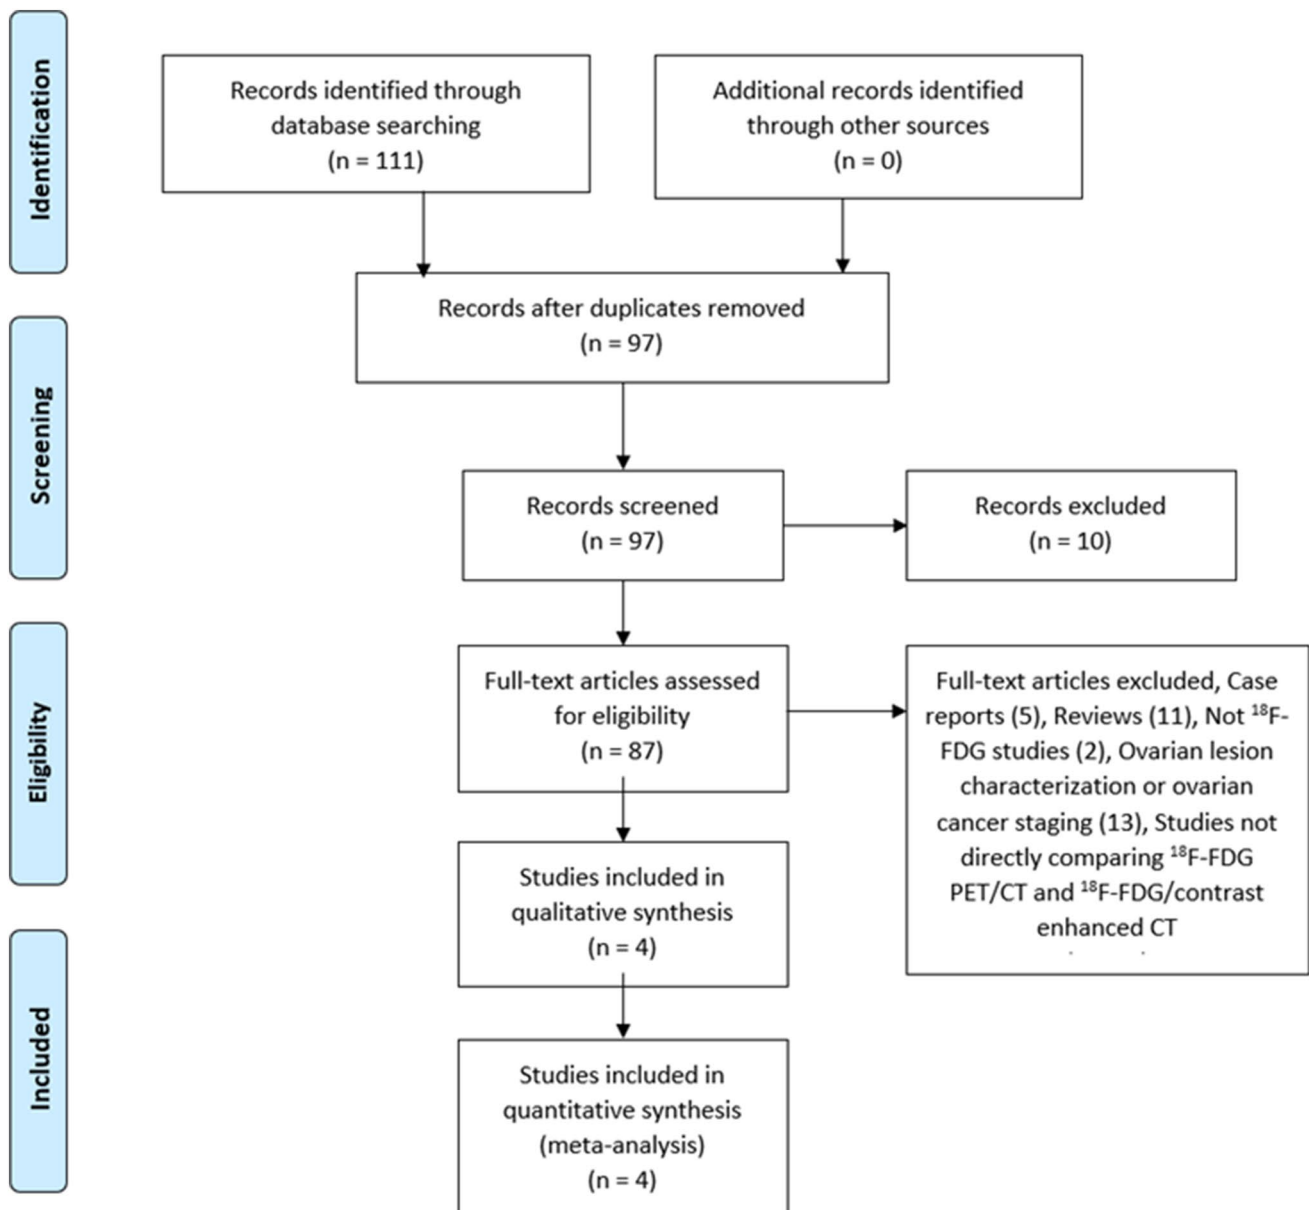 Identification
Records identified through
database searching
(n = 111)
Additional records identified
through other sources
(n = 0)
Records after duplicates removed
(n = 97)
Screening
Records screened
(n = 97)
Records excluded
(n = 10)
Eligibility
Full-text articles assessed
for eligibility
(n = 87)
Full-text articles excluded, Case
reports (5), Reviews (11), Not ¹⁸F-
FDG studies (2), Ovarian lesion
characterization or ovarian
cancer staging (13), Studies not
directly comparing ¹⁸F-FDG
PET/CT and ¹⁸F-FDG/contrast
enhanced CT
Studies included in
qualitative synthesis
(n = 4)
Included
Studies included in
quantitative synthesis
(meta-analysis)
(n = 4)